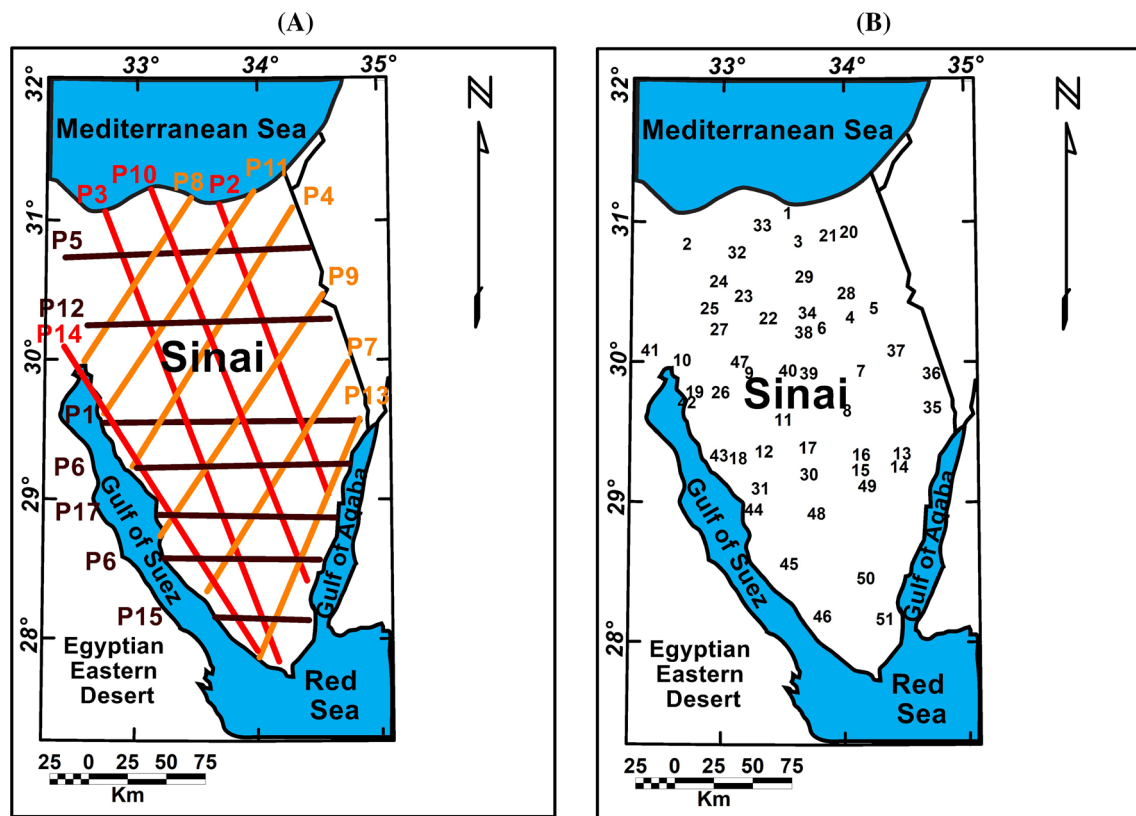 (A)
33° 34° 35°
32°
31°
30°
29°
28°
N
Mediterranean Sea
P3
P10
P8
P11
P2
P4
P5
P12
P14
P9
P7
P13
P1
P6
P17
P6
P15
Sinai
Gulf of Suez
Gulf of Aqaba
Egyptian
Eastern
Desert
Red
Sea
25 0 25 50 75
Km
(B)
33° 34° 35°
32°
31°
30°
29°
28°
N
Mediterranean Sea
1
33
2
32
3
21
20
24
23
29
28
25
22
34
4
5
27
38
6
41
10
47
9
40
39
7
37
36
19
42
26
Sinai
8
35
11
43
18
12
17
16
13
15
14
31
30
49
44
48
45
50
46
51
Gulf of Suez
Gulf of Aqaba
Egyptian
Eastern
Desert
Red
Sea
25 0 25 50 75
Km